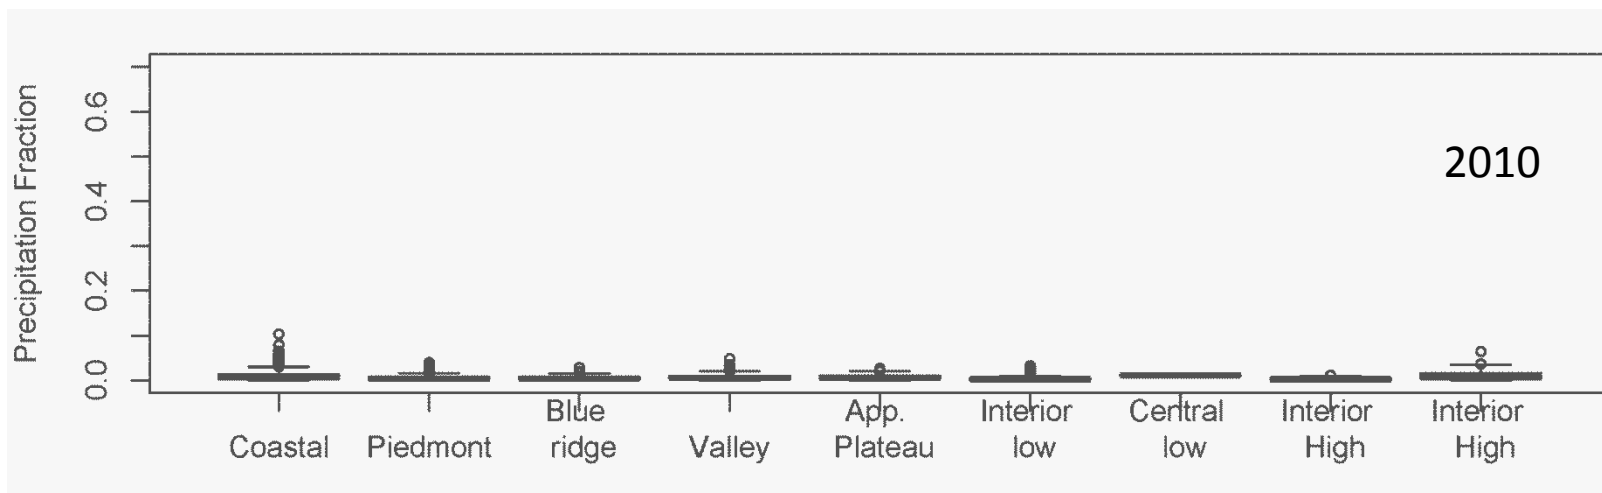 Precipitation Fraction
0.6
0.4
0.2
0.0
2010
Coastal
Piedmont
Blue
ridge
Valley
App.
Plateau
Interior
low
Central
low
Interior
High
Interior
High